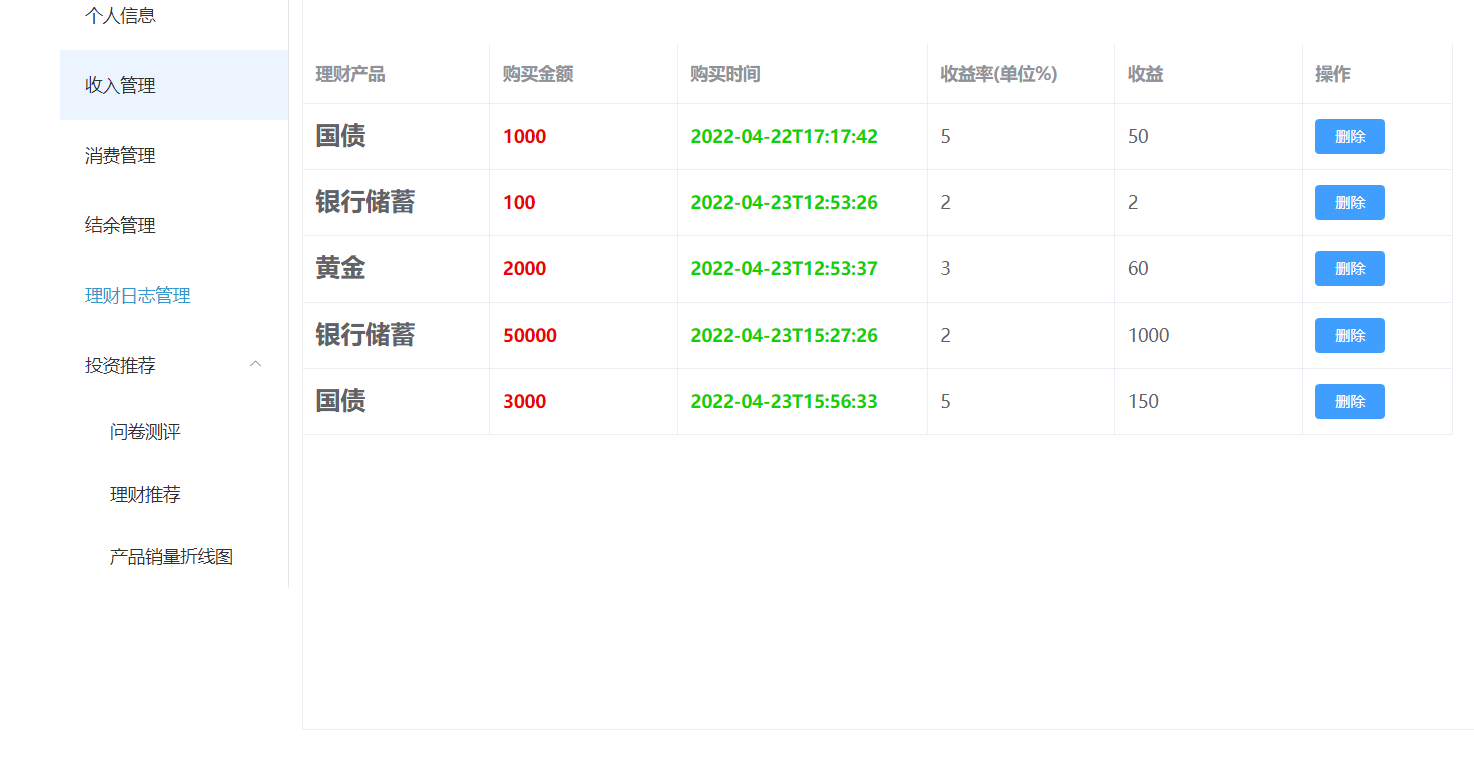 个人信息
收入管理
消费管理
结余管理
理财日志管理
投资推荐
问卷测评
理财推荐
产品销量折线图
理财产品 购买金额 购买时间 收益率(单位%) 收益 操作
国债 1000 2022-04-22T17:17:42 5 50 删除
银行储蓄 100 2022-04-23T12:53:26 2 2 删除
黄金 2000 2022-04-23T12:53:37 3 60 删除
银行储蓄 50000 2022-04-23T15:27:26 2 1000 删除
国债 3000 2022-04-23T15:56:33 5 150 删除